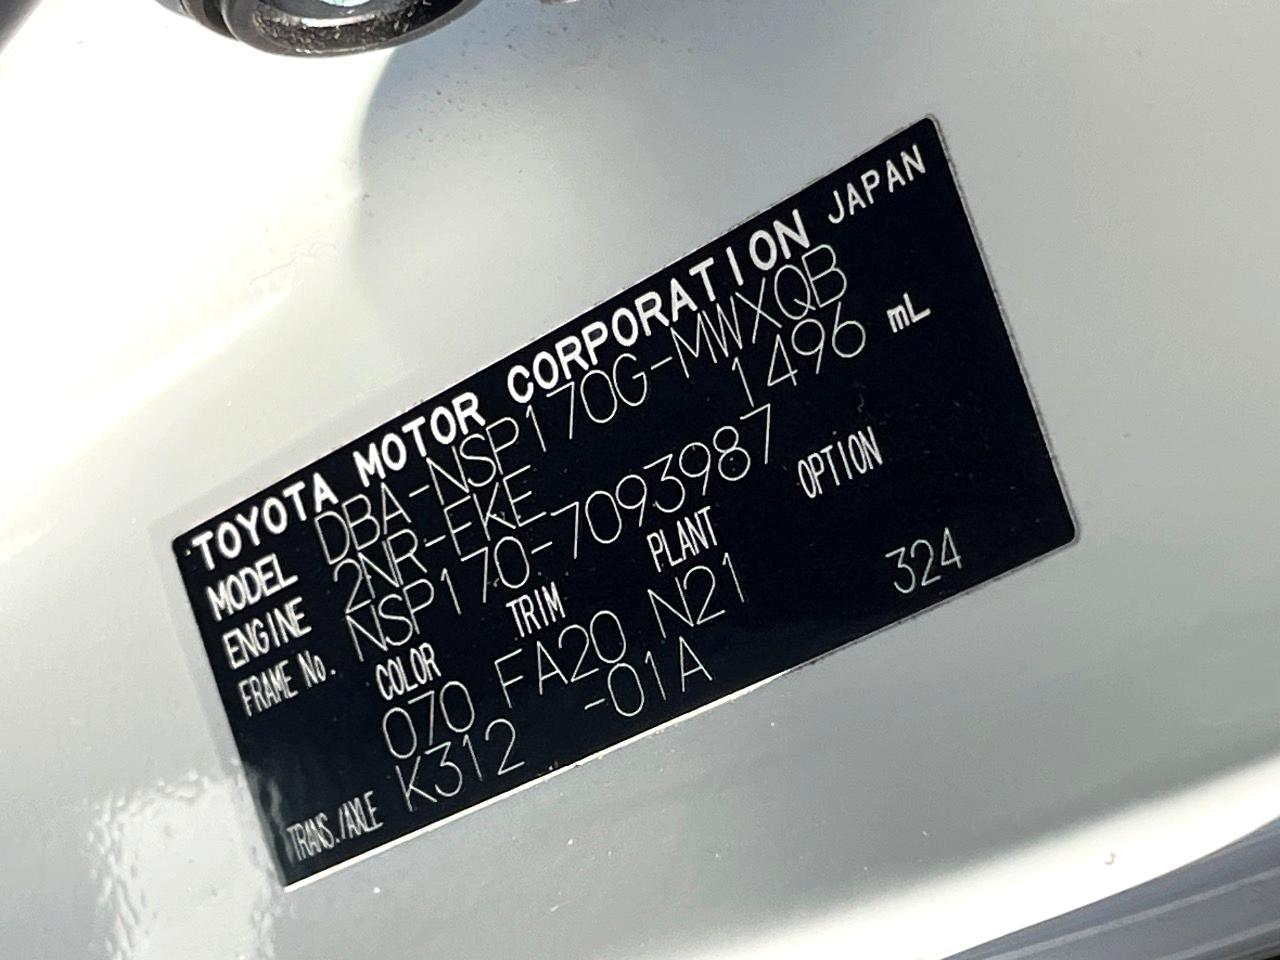 TOYOTA MOTOR CORPORATION JAPAN
MODEL DBA-NSP170G-MWXQB
ENGINE 2NR-EKE 1496 mL
FRAME No. NSP170-7093987
COLOR TRIM PLANT OPTION
070 FA20 N21 324
TRANS./AXLE K312 -01A